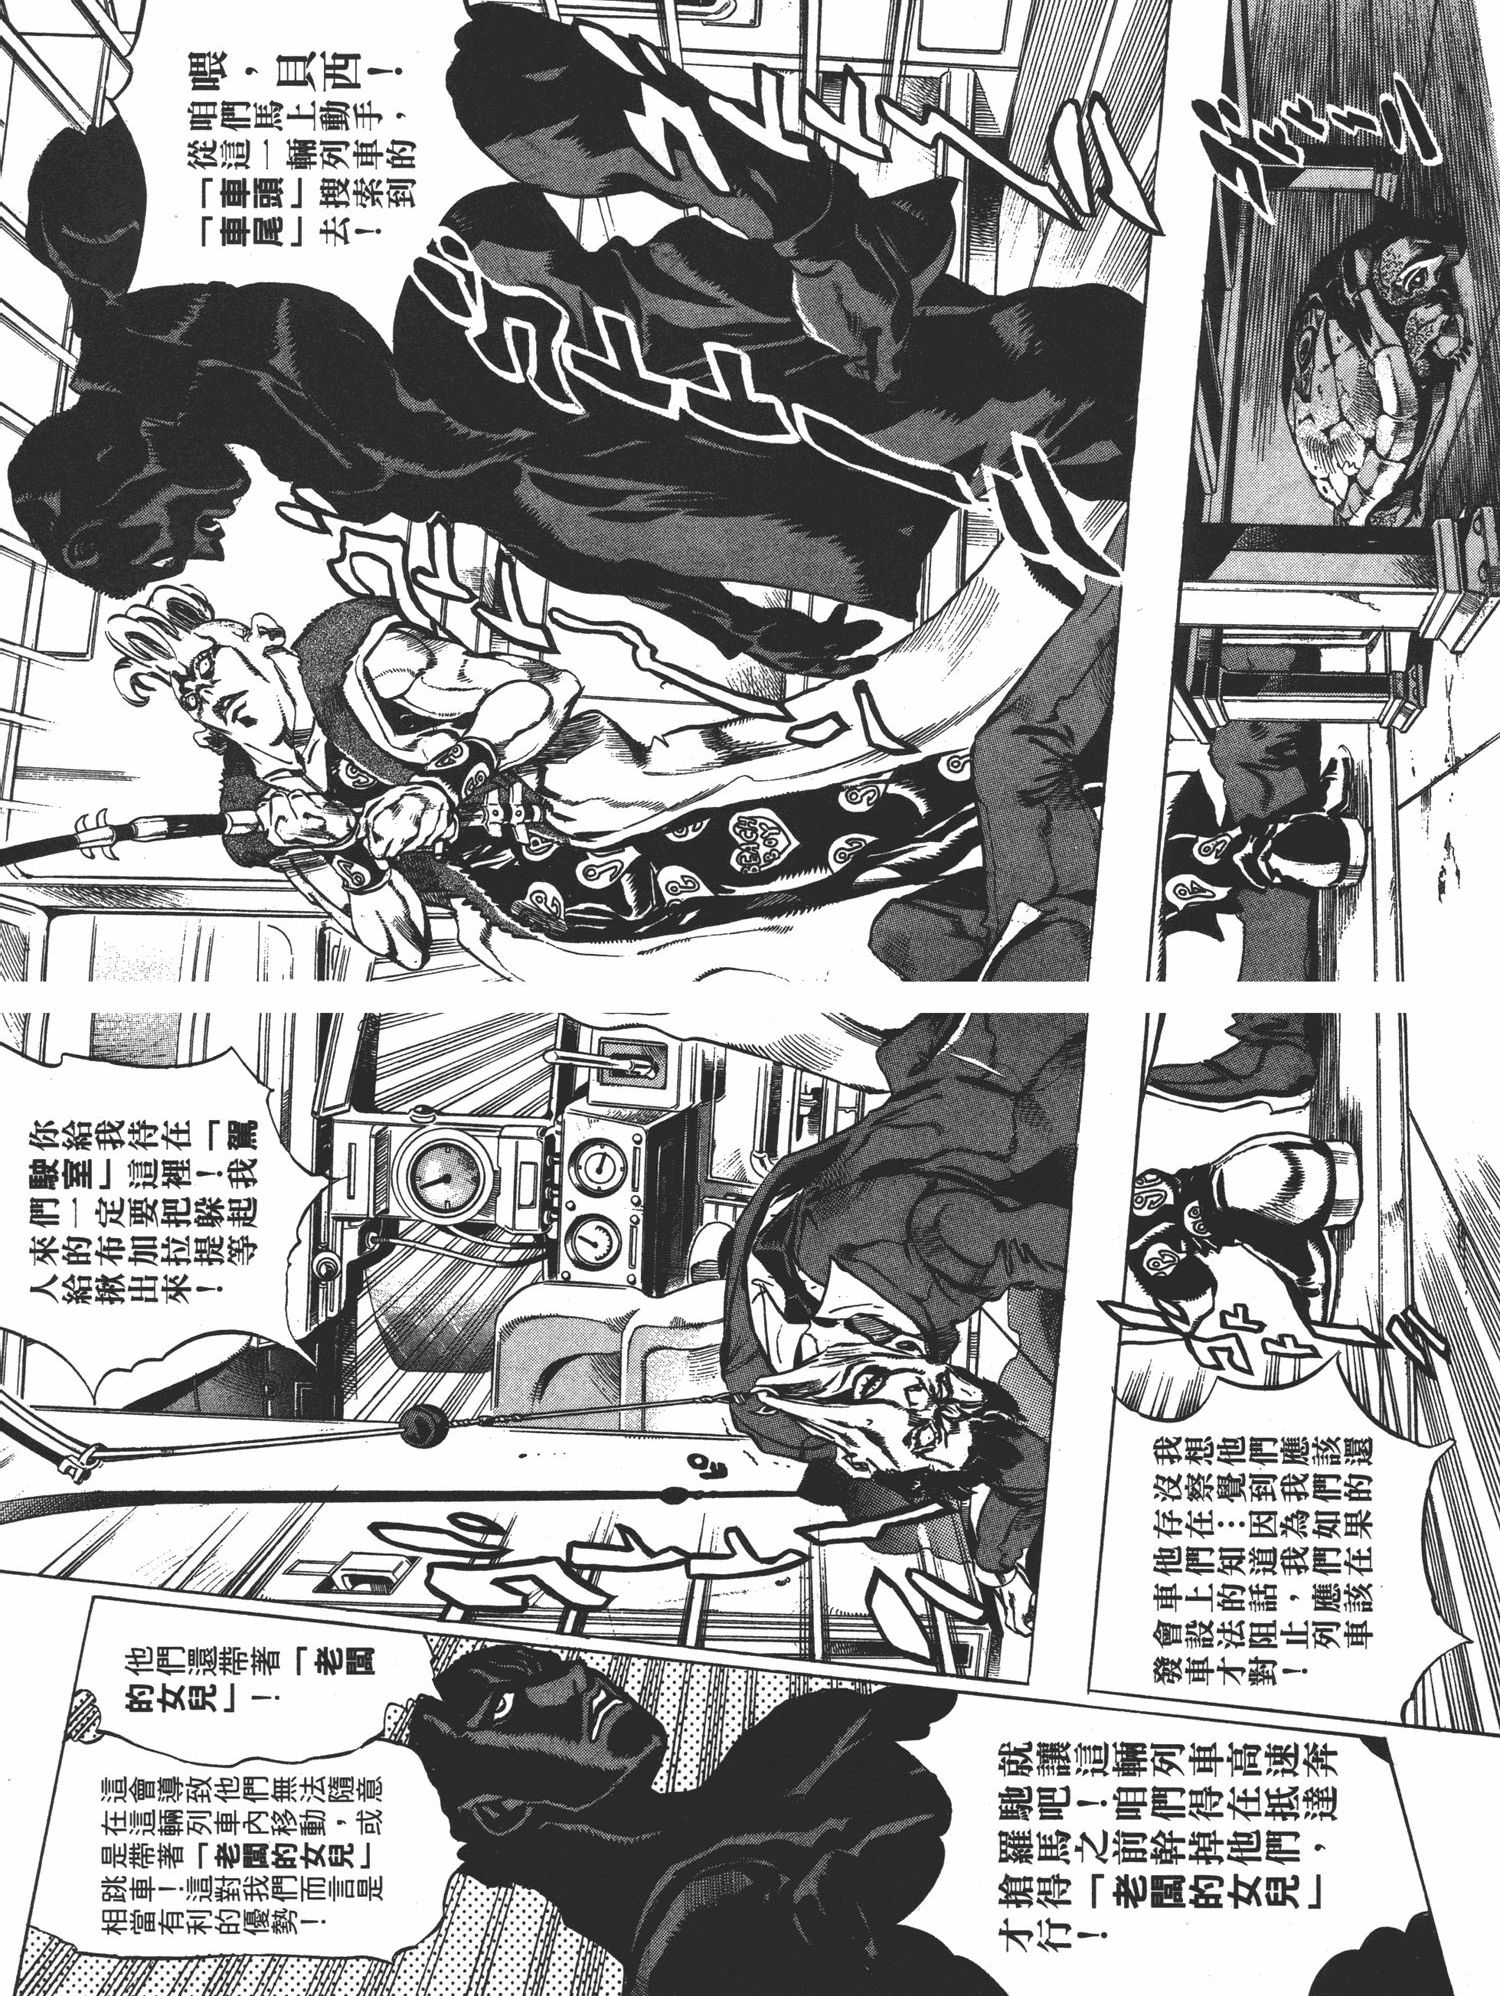 喂，貝西！
咱們馬上動手，
從這一輛列車的
「車頭」搜索到
「車尾」去！
BEACH
BOY
你給我待在「駕
駛室」這裡！我
們一定要把躲起
來的布加拉提等
人給揪出來！
我想他們應該還
沒察覺到我們的
存在…因為如果
他們知道我們在
車上的話，應該
會設法阻止列車
發車才對！
他們還帶著「老闆
的女兒」！
這會導致他們無法隨意
在這輛列車內移動，或
是帶著「老闆的女兒」
跳車！這對我們而言是
相當有利的優勢！
就讓這輛列車高速奔
馳吧！咱們得在抵達
羅馬之前幹掉他們，
搶得「老闆的女兒」
才行！